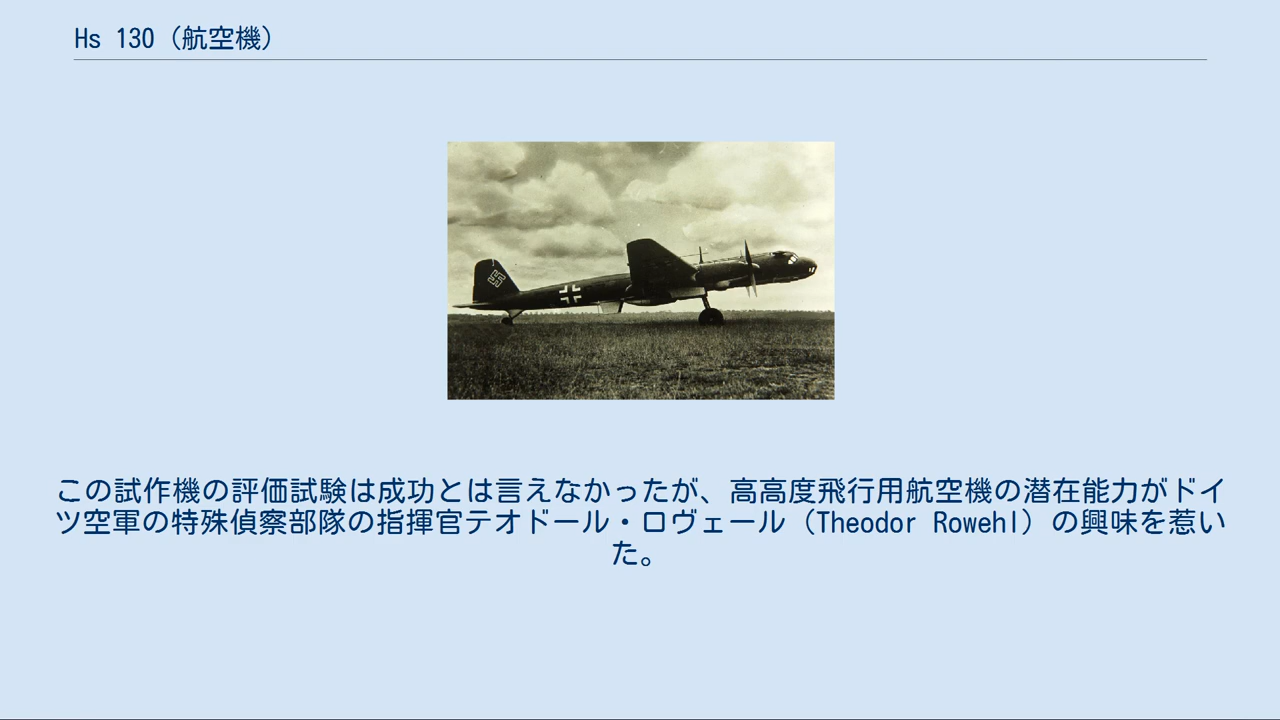 Hs 130（航空機）
この試作機の評価試験は成功とは言えなかったが、高高度飛行用航空機の潜在能力がドイ
ツ空軍の特殊偵察部隊の指揮官テオドール・ロヴェール（Theodor Rowehl）の興味を惹い
た。